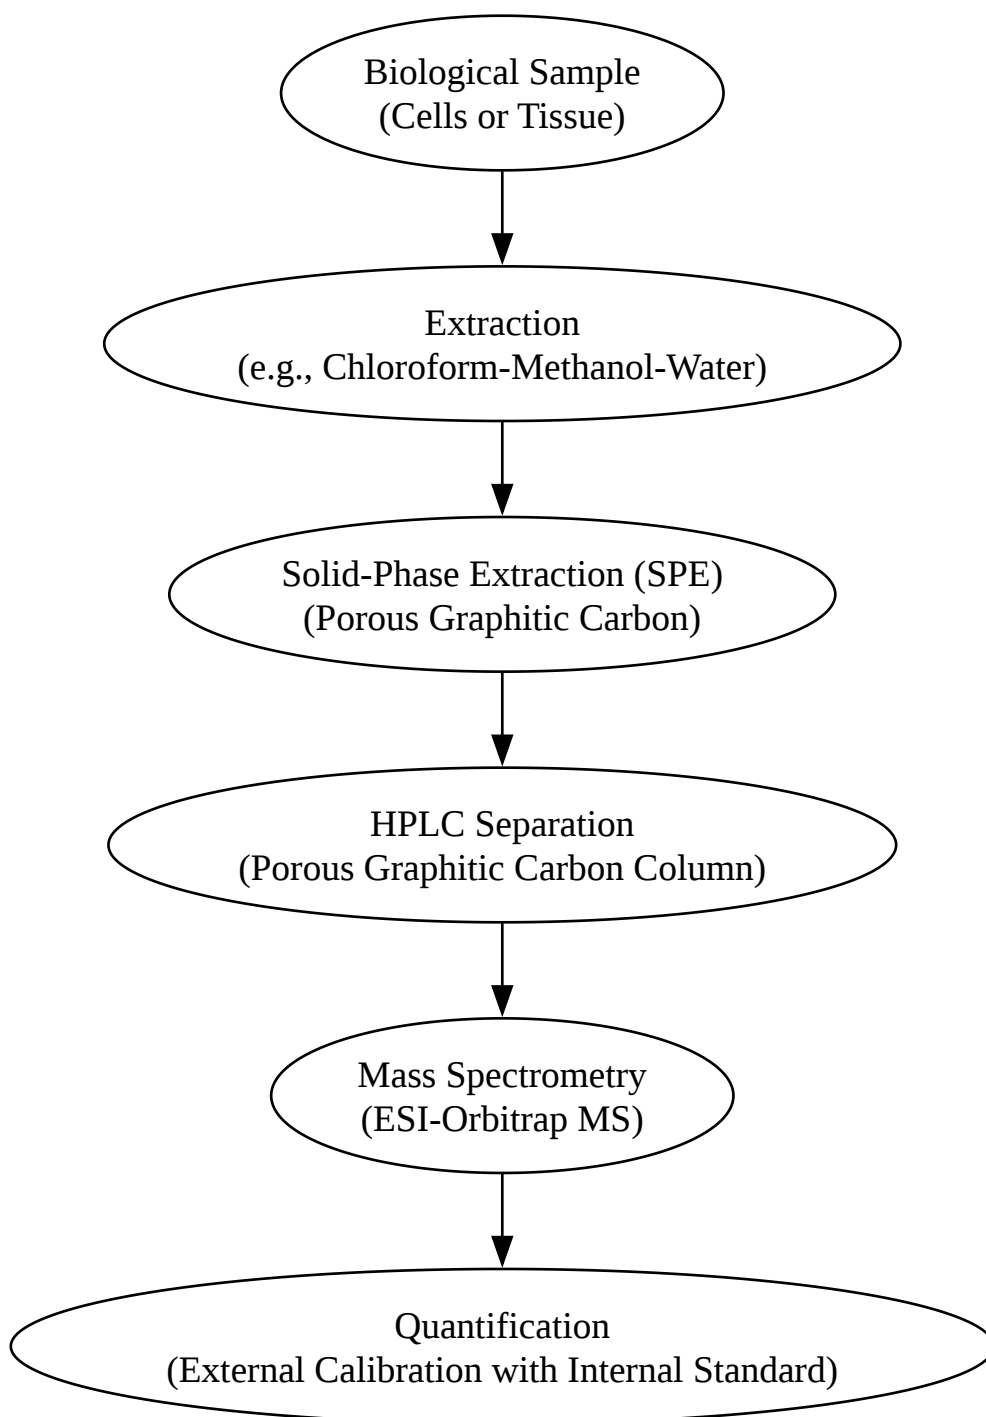 Biological Sample
(Cells or Tissue)
Extraction
(e.g., Chloroform-Methanol-Water)
Solid-Phase Extraction (SPE)
(Porous Graphitic Carbon)
HPLC Separation
(Porous Graphitic Carbon Column)
Mass Spectrometry
(ESI-Orbitrap MS)
Quantification
(External Calibration with Internal Standard)